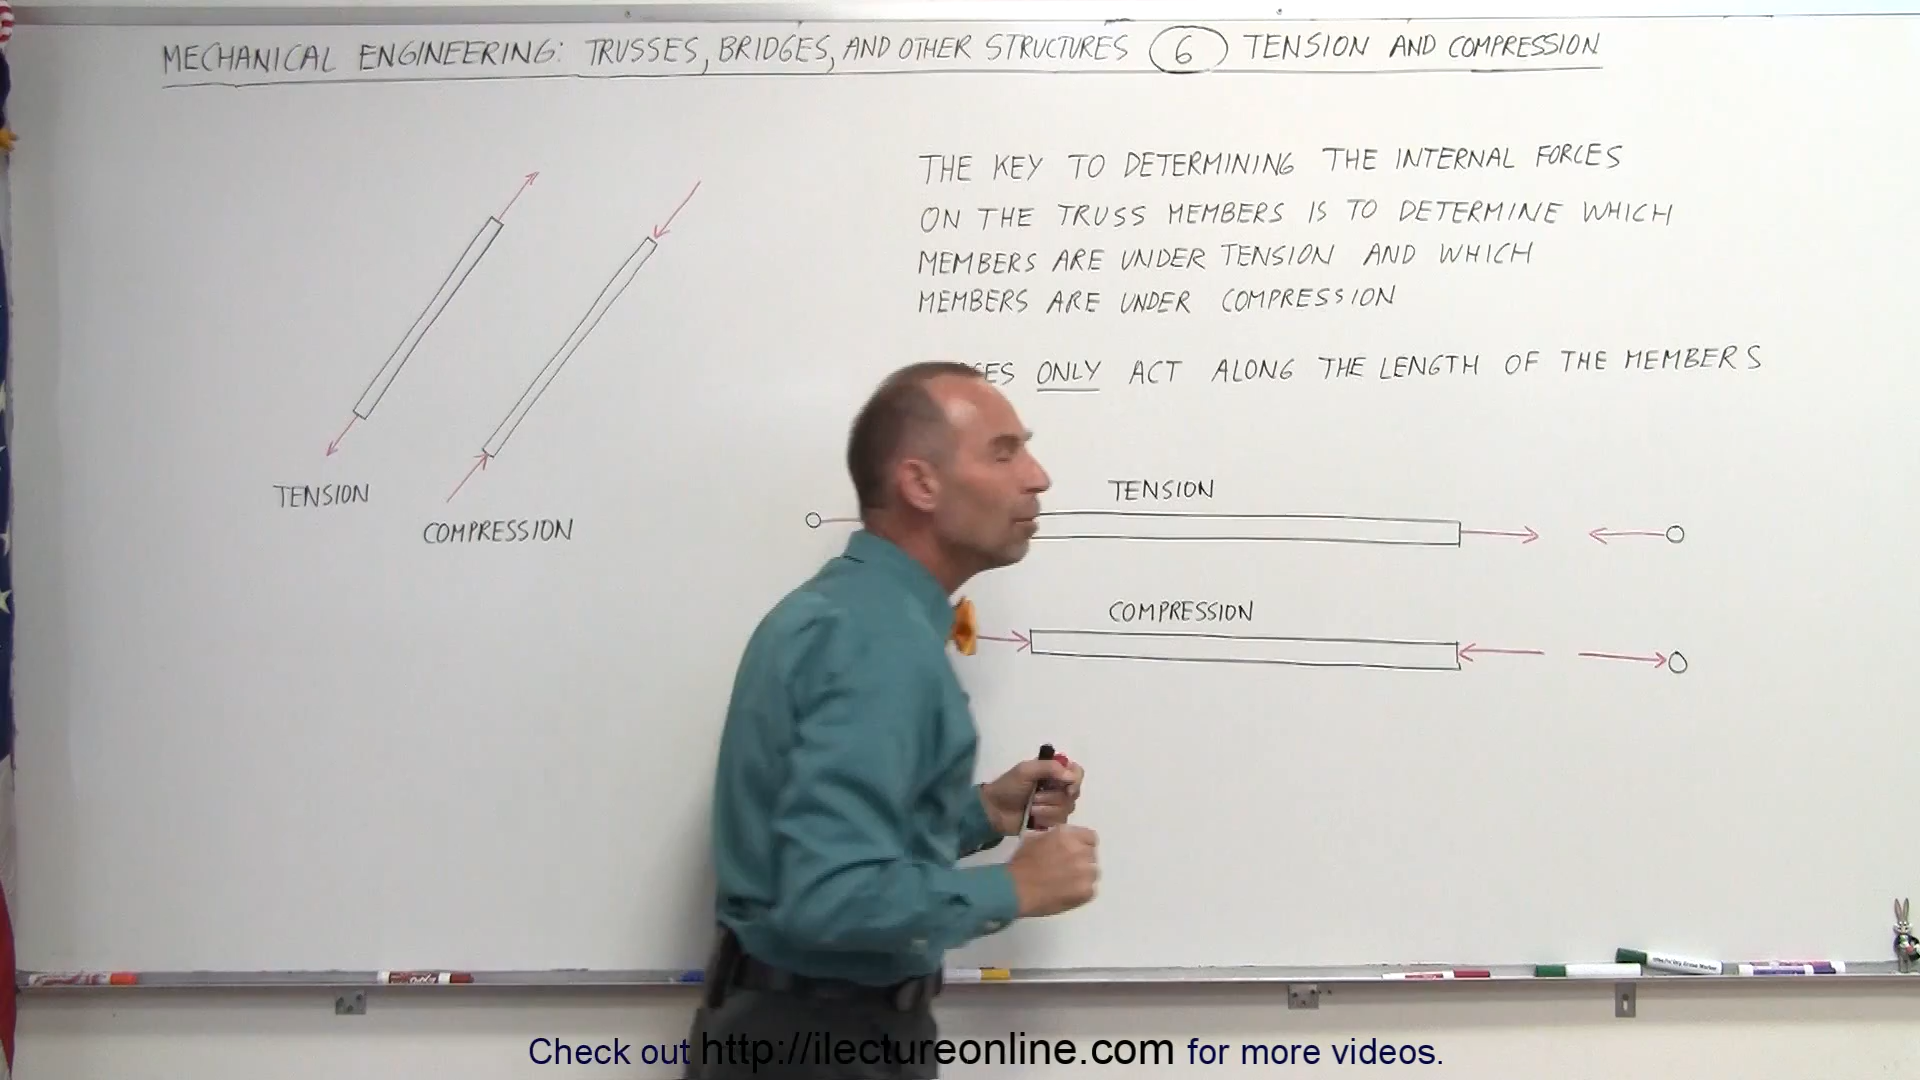 MECHANICAL ENGINEERING: TRUSSES, BRIDGES, AND OTHER STRUCTURES 6 TENSION AND COMPRESSION
THE KEY TO DETERMINING THE INTERNAL FORCES
ON THE TRUSS MEMBERS IS TO DETERMINE WHICH
MEMBERS ARE UNDER TENSION AND WHICH
MEMBERS ARE UNDER COMPRESSION
ONLY ACT ALONG THE LENGTH OF THE MEMBERS
TENSION
COMPRESSION
TENSION
COMPRESSION
Check out http://ilectureonline.com for more videos.